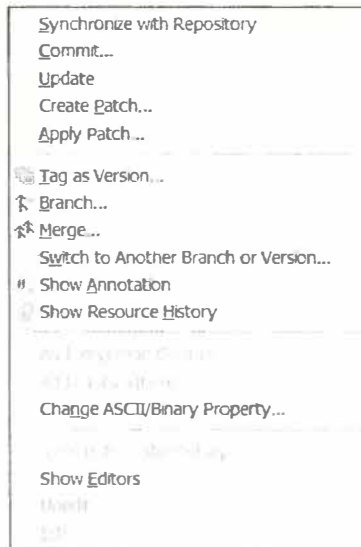 Synchronize with Repository
Commit...
Update
Create Patch...
Apply Patch...
Tag as Version...
Branch...
Merge...
Switch to Another Branch or Version...
Show Annotation
Show Resource History
Change ASCII/Binary Property...
Show Editors